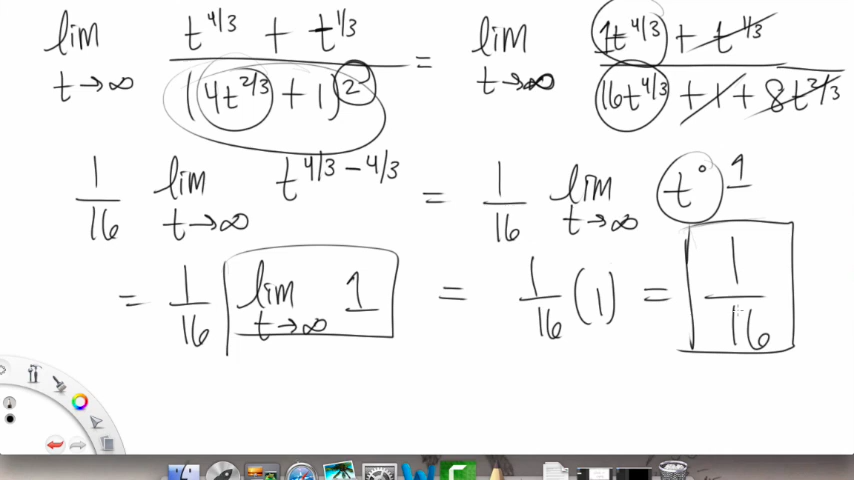 lim t→∞ (t^{4/3} + t^{1/3}) / (4t^{2/3} + 1)^2 = lim t→∞ (1t^{4/3} + t^{1/3}) / (16t^{4/3} + 1 + 8t^{2/3})
1/16 lim t→∞ t^{4/3 - 4/3} = 1/16 lim t→∞ t^0 1
= 1/16 lim t→∞ 1 = 1/16 (1) = 1/16